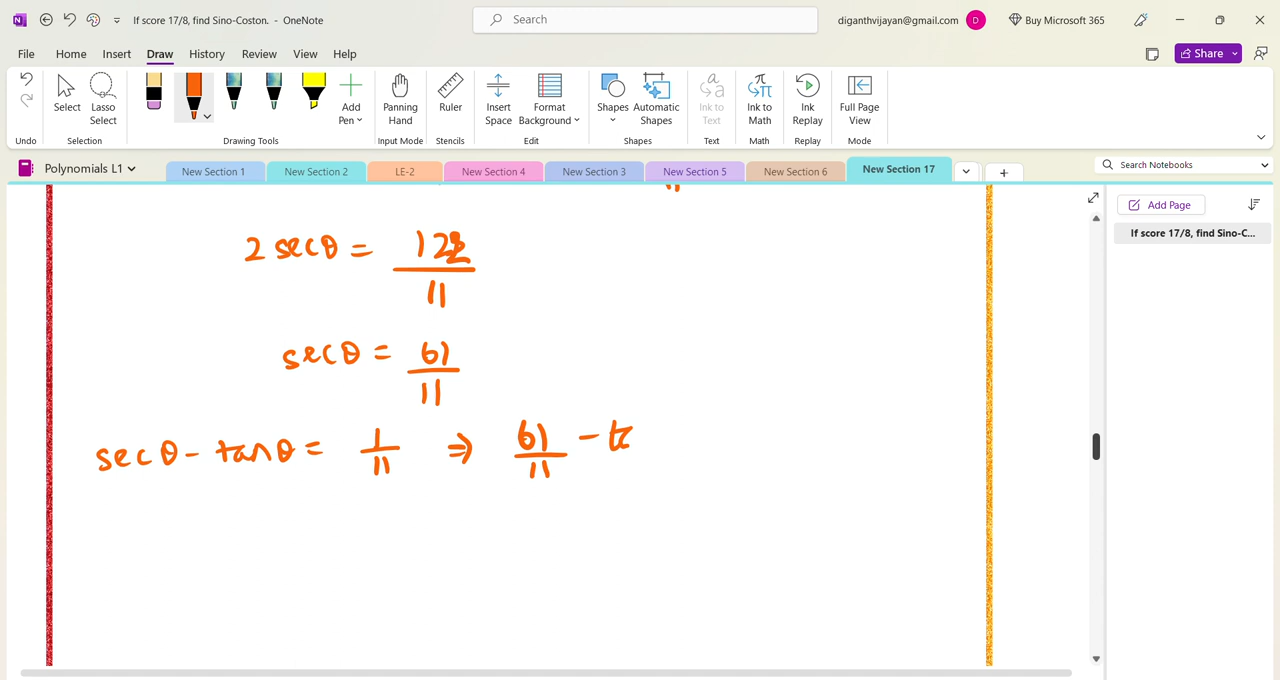 If score 17/8, find Sino-Coston. - OneNote
Search
diganthvijayan@gmail.com D
Buy Microsoft 365
File Home Insert Draw History Review View Help
Share
Undo
Select
Lasso Select
Add Pen
Panning Hand
Ruler
Insert Space
Format Background
Shapes
Automatic Shapes
Ink to Text
Ink to Math
Ink Replay
Full Page View
Undo Selection Drawing Tools Input Mode Stencils Edit Shapes Text Math Replay Mode
Polynomials L1
New Section 1 New Section 2 LE-2 New Section 4 New Section 3 New Section 5 New Section 6 New Section 17 +
Search Notebooks
Add Page
If score 17/8, find Sino-C...
2 secθ = 122/11
secθ = 61/11
secθ - tanθ = 1/11 ⇒ 61/11 - t